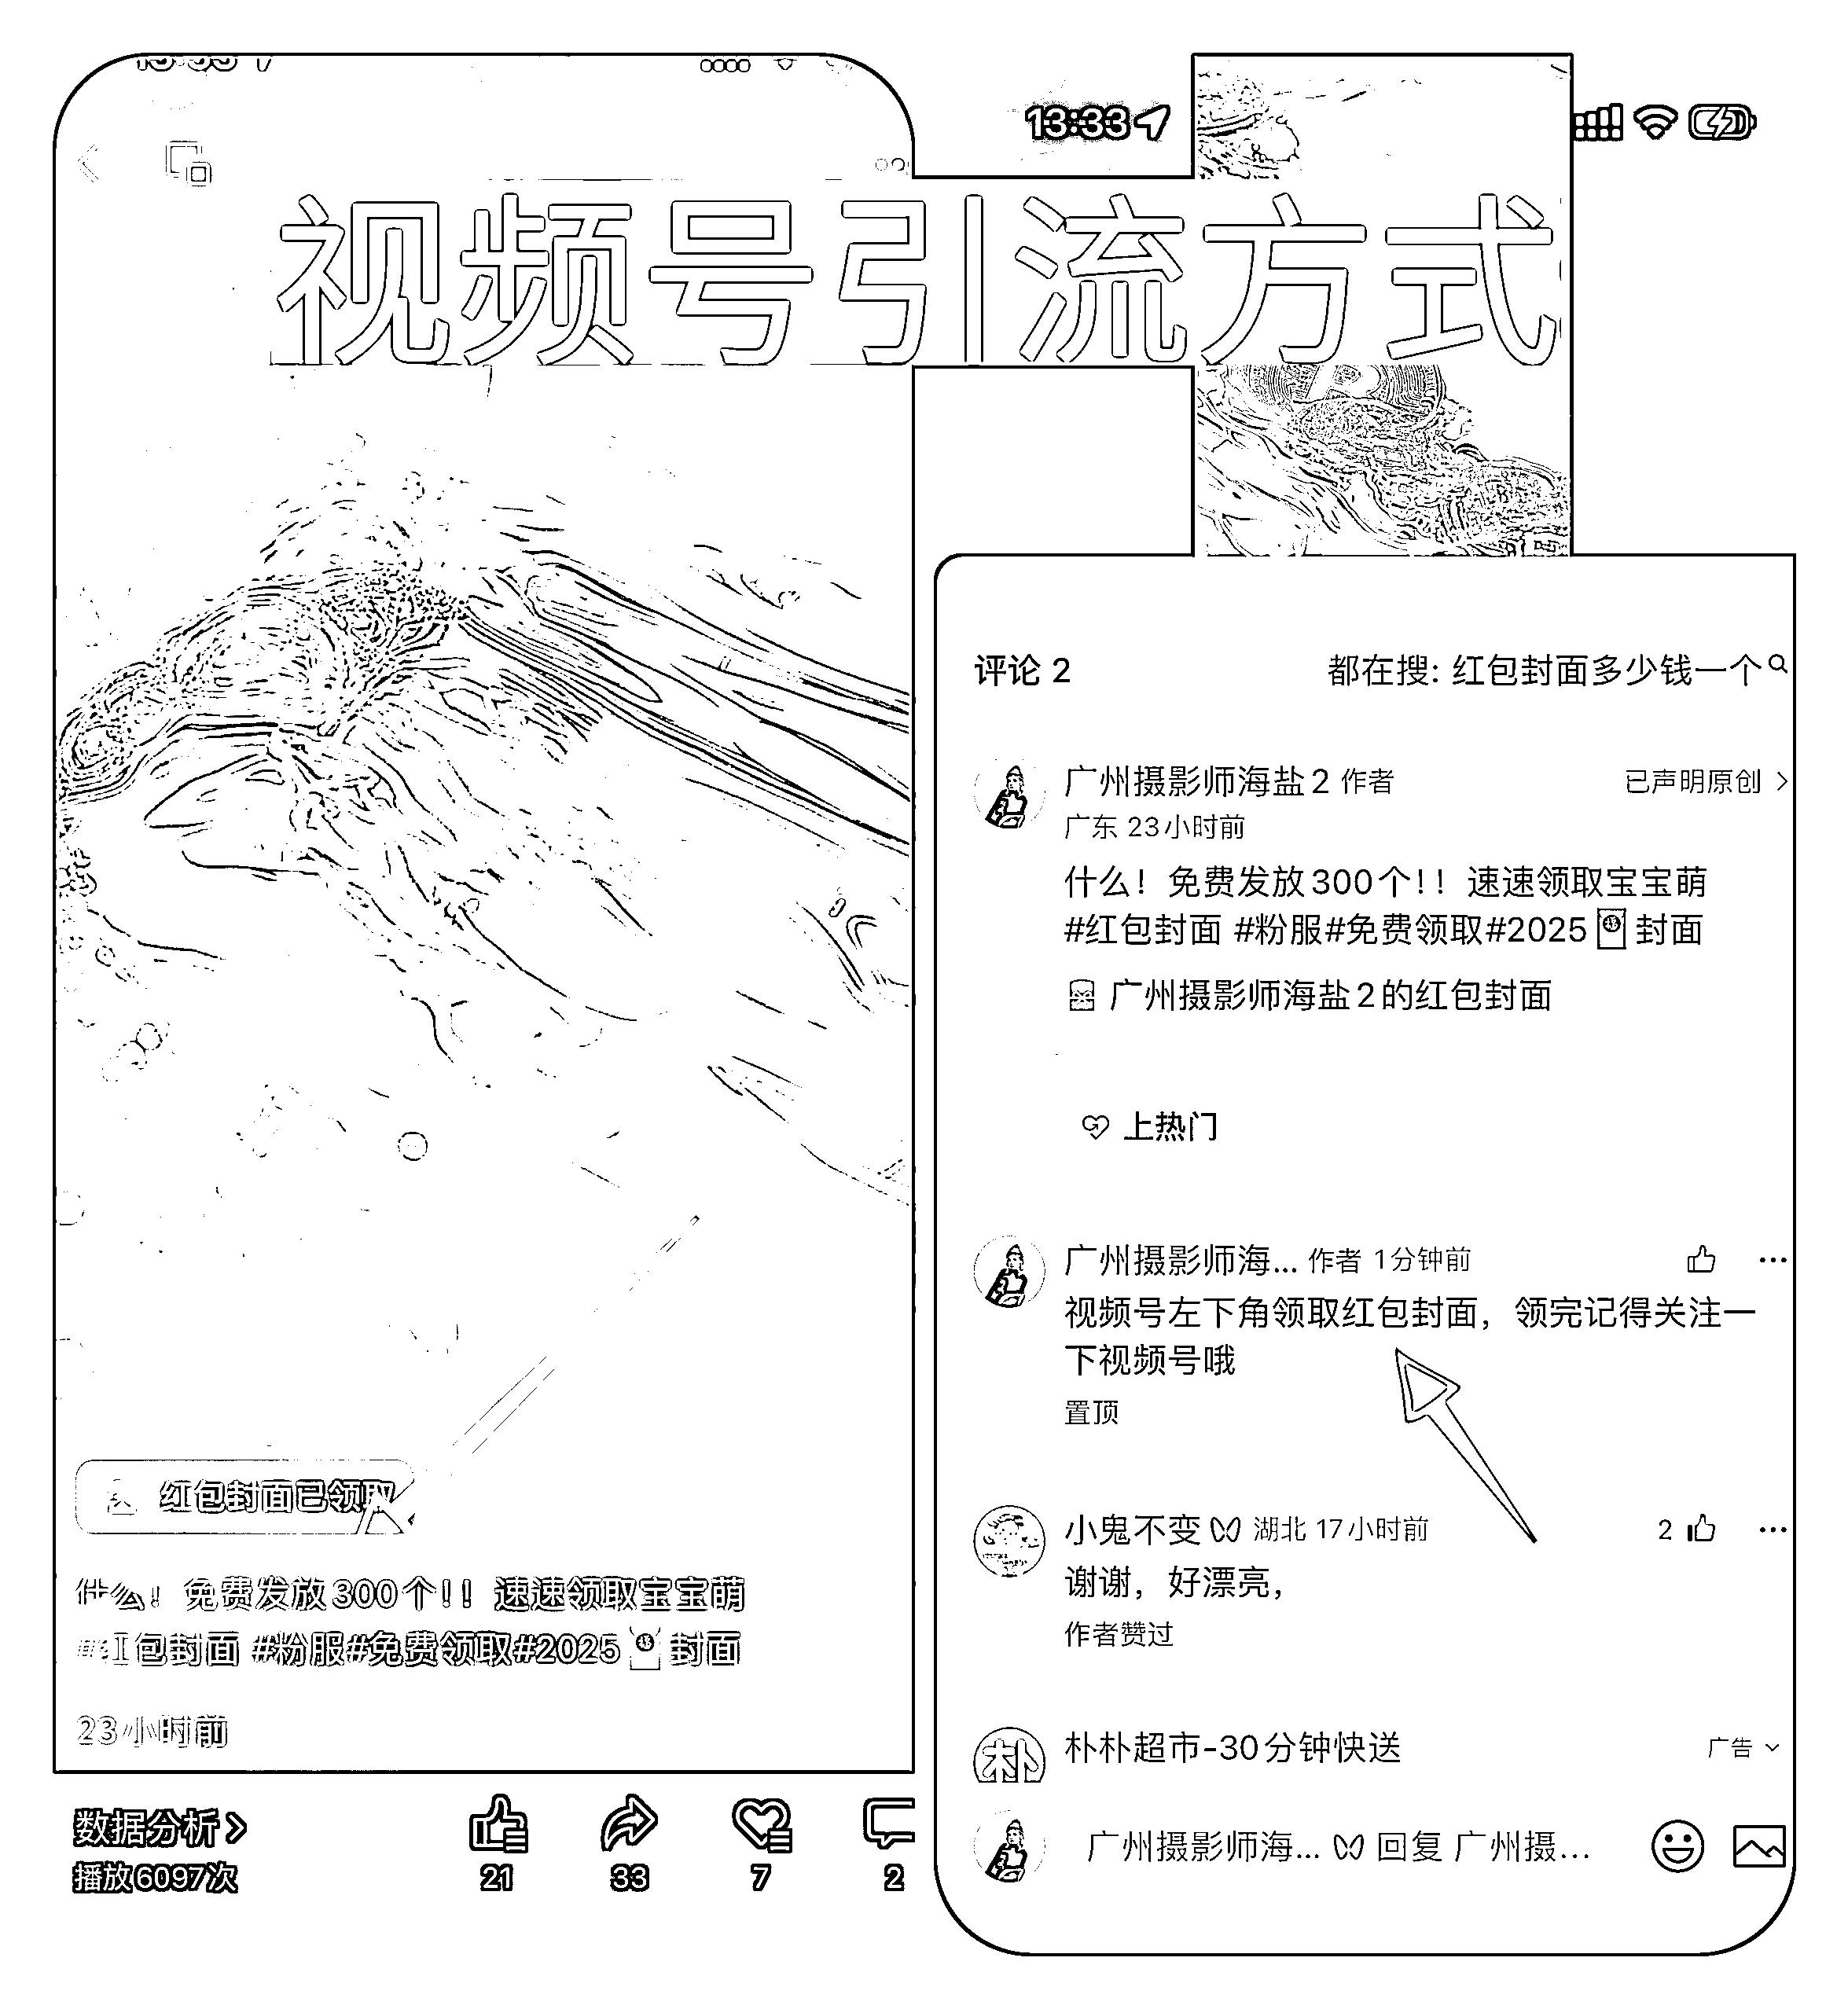 13:33
视频号引流方式
红包封面已领取
什么！免费发放300个!！速速领取宝宝萌
#红包封面 #粉服#免费领取#2025🧧封面
23小时前
数据分析
播放6097次
21
33
7
2
13:33
评论 2
都在搜: 红包封面多少钱一个
广州摄影师海盐2 作者
已声明原创
广东 23小时前
什么！免费发放300个!！速速领取宝宝萌
#红包封面 #粉服#免费领取#2025🧧封面
广州摄影师海盐2的红包封面
上热门
广州摄影师海... 作者 1分钟前
视频号左下角领取红包封面，领完记得关注一
下视频号哦
置顶
小鬼不变 湖北 17小时前
2
谢谢，好漂亮，
作者赞过
朴朴超市-30分钟快送
广告
朴
广州摄影师海... 回复 广州摄...